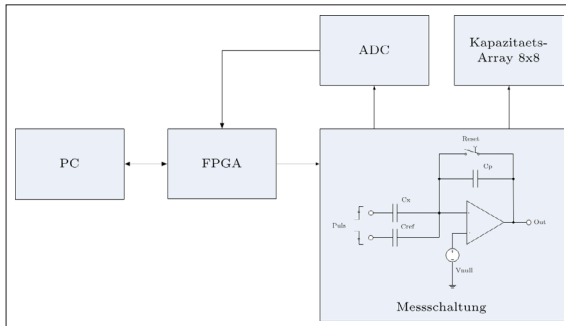 ADC
Kapazitaets-
Array 8x8
PC
FPGA
Reset
Cp
Cx
Puls
Cref
Out
Vnull
Messschaltung